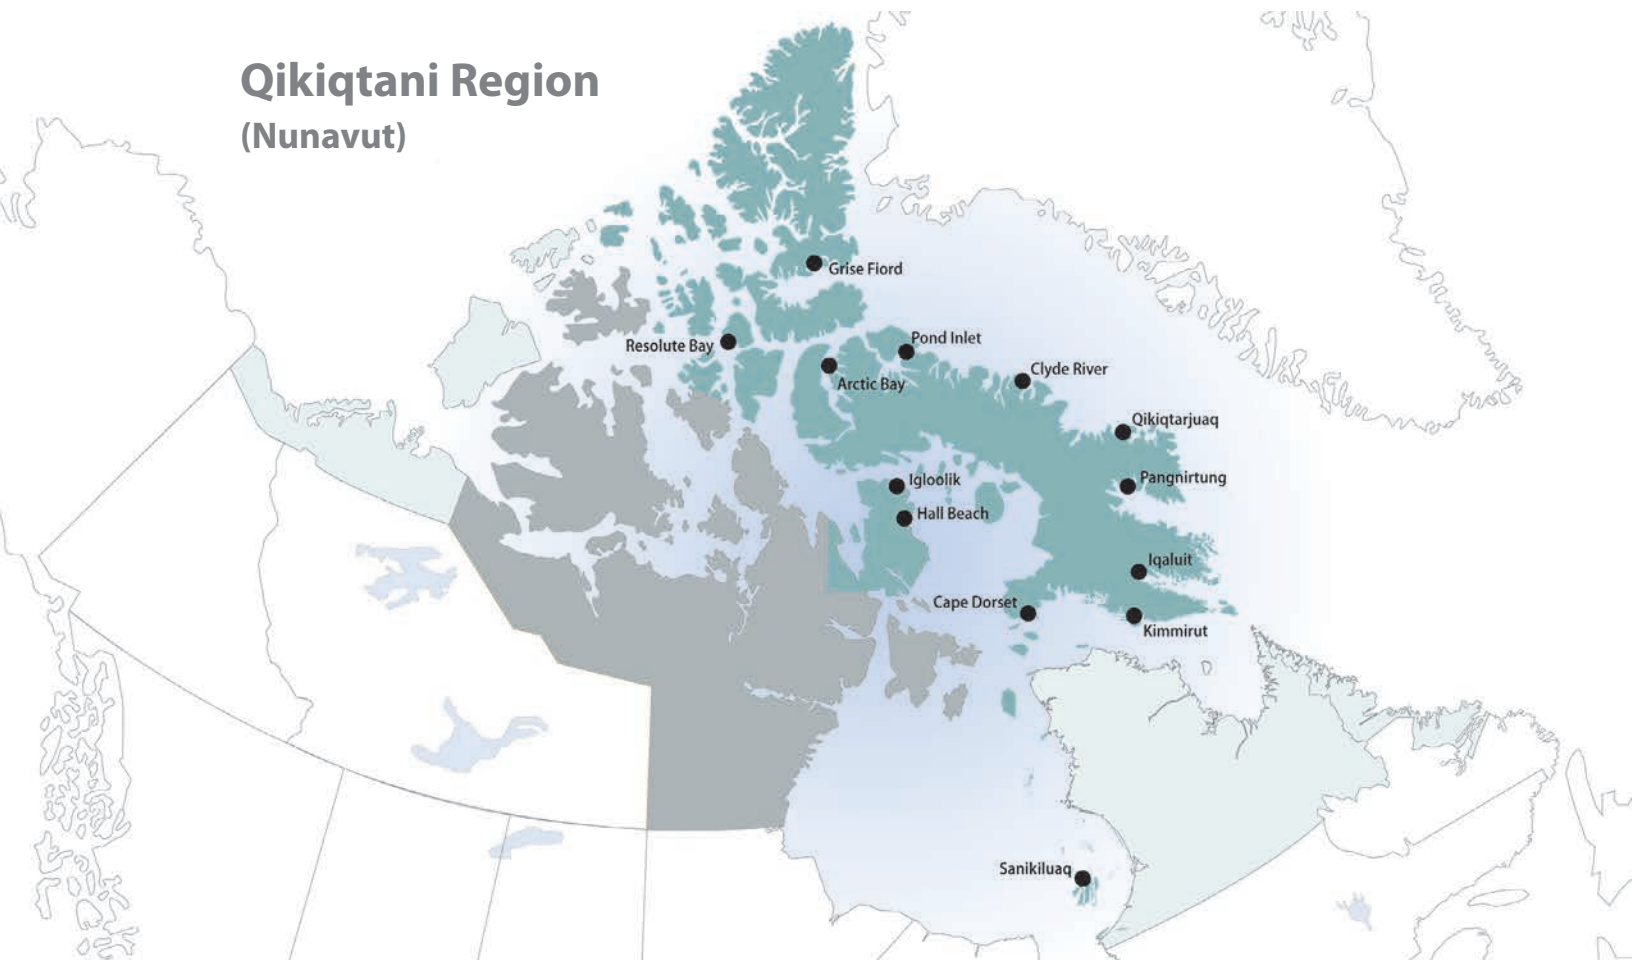 Qikiqtani Region
(Nunavut)
Grise Fiord
Resolute Bay
Pond Inlet
Arctic Bay
Clyde River
Qikiqtarjuaq
Igloolik
Pangnirtung
Hall Beach
Iqaluit
Cape Dorset
Kimmirut
Sanikiluaq